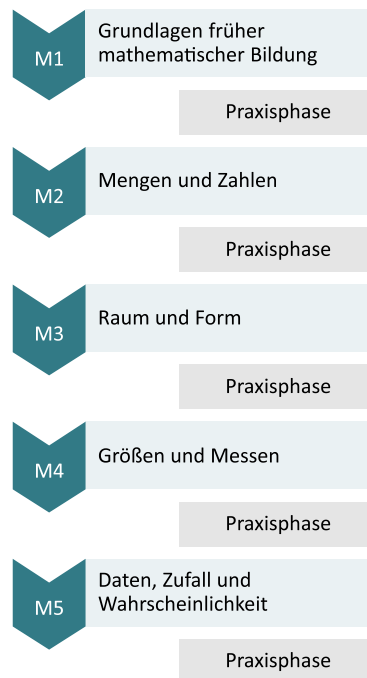 M1
Grundlagen früher
mathematischer Bildung
Praxisphase
M2
Mengen und Zahlen
Praxisphase
M3
Raum und Form
Praxisphase
M4
Größen und Messen
Praxisphase
M5
Daten, Zufall und
Wahrscheinlichkeit
Praxisphase